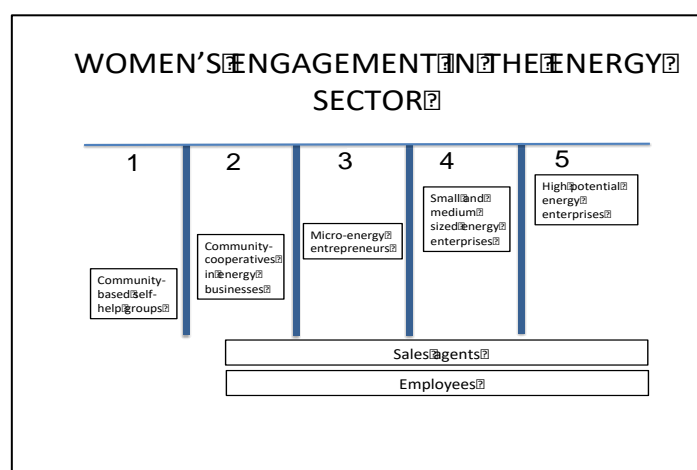 WOMEN'S⍰ENGAGEMENT⍰IN⍰THE⍰ENERGY⍰
SECTOR⍰
1
2
3
4
5
Community-
based⍰self-
help⍰groups⍰
Community-
cooperatives⍰
in⍰energy⍰
businesses⍰
Micro-energy⍰
entrepreneurs⍰
Small⍰and⍰
medium⍰
sized⍰energy⍰
enterprises⍰
High⍰potential⍰
energy⍰
enterprises⍰
Sales⍰agents⍰
Employees⍰